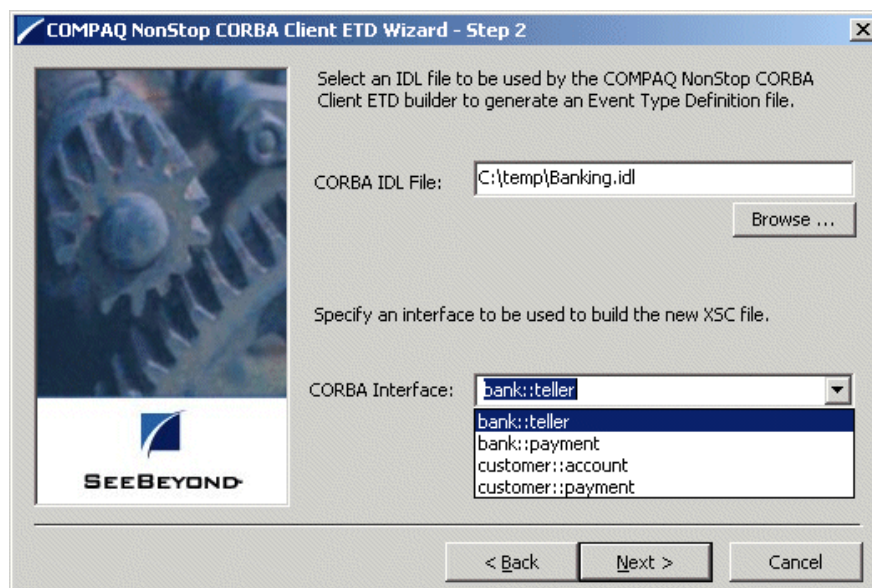 COMPAQ NonStop CORBA Client ETD Wizard - Step 2
Select an IDL file to be used by the COMPAQ NonStop CORBA
Client ETD builder to generate an Event Type Definition file.
CORBA IDL File:
C:\temp\Banking.idl
Browse ...
Specify an interface to be used to build the new XSC file.
CORBA Interface:
bank::teller
bank::teller
bank::payment
customer::account
customer::payment
SEEBEYOND
< Back
Next >
Cancel